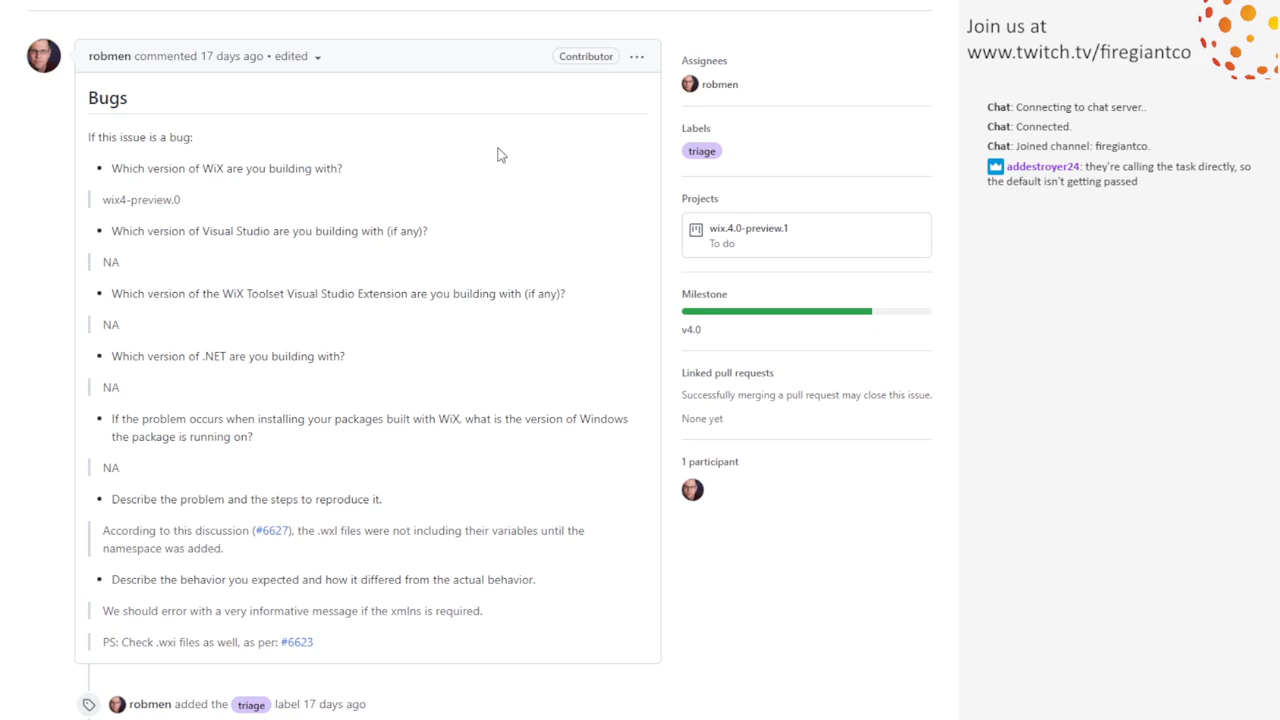 robmen commented 17 days ago • edited
Contributor
Bugs
If this issue is a bug:
• Which version of WiX are you building with?
wix4-preview.0
• Which version of Visual Studio are you building with (if any)?
NA
• Which version of the WiX Toolset Visual Studio Extension are you building with (if any)?
NA
• Which version of .NET are you building with?
NA
• If the problem occurs when installing your packages built with WiX, what is the version of Windows
the package is running on?
NA
• Describe the problem and the steps to reproduce it.
According to this discussion (#6627), the .wxl files were not including their variables until the
namespace was added.
• Describe the behavior you expected and how it differed from the actual behavior.
We should error with a very informative message if the xmlns is required.
PS: Check .wxi files as well, as per: #6623
robmen added the triage label 17 days ago
Assignees
robmen
Labels
triage
Projects
wix.4.0-preview.1
To do
Milestone
v4.0
Linked pull requests
Successfully merging a pull request may close this issue.
None yet
1 participant
Join us at
www.twitch.tv/firegiantco
Chat: Connecting to chat server..
Chat: Connected.
Chat: Joined channel: firegiantco.
addestroyer24: they're calling the task directly, so
the default isn't getting passed